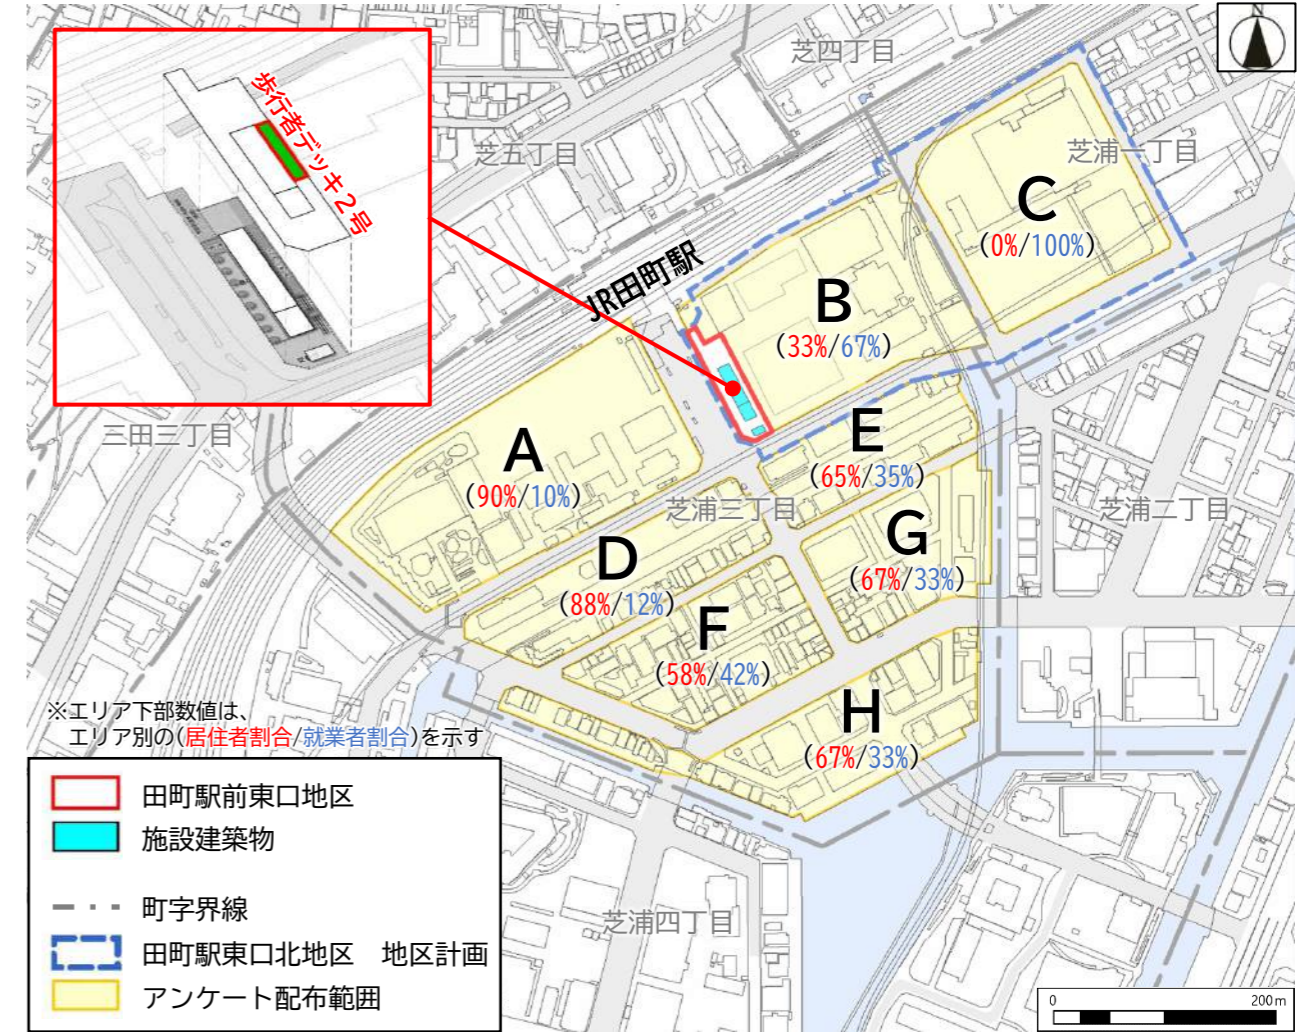 N
芝四丁目
歩行者デッキ2号
芝五丁目
芝浦一丁目
C
(0%/100%)
JR田町駅
B
(33%/67%)
三田三丁目
A
(90%/10%)
E
(65%/35%)
芝浦三丁目
芝浦二丁目
G
(67%/33%)
D
(88%/12%)
F
(58%/42%)
H
(67%/33%)
※エリア下部数値は、
エリア別の(居住者割合/就業者割合)を示す
田町駅前東口地区
施設建築物
町字界線
田町駅東口北地区 地区計画
アンケート配布範囲
芝浦四丁目
0 200m